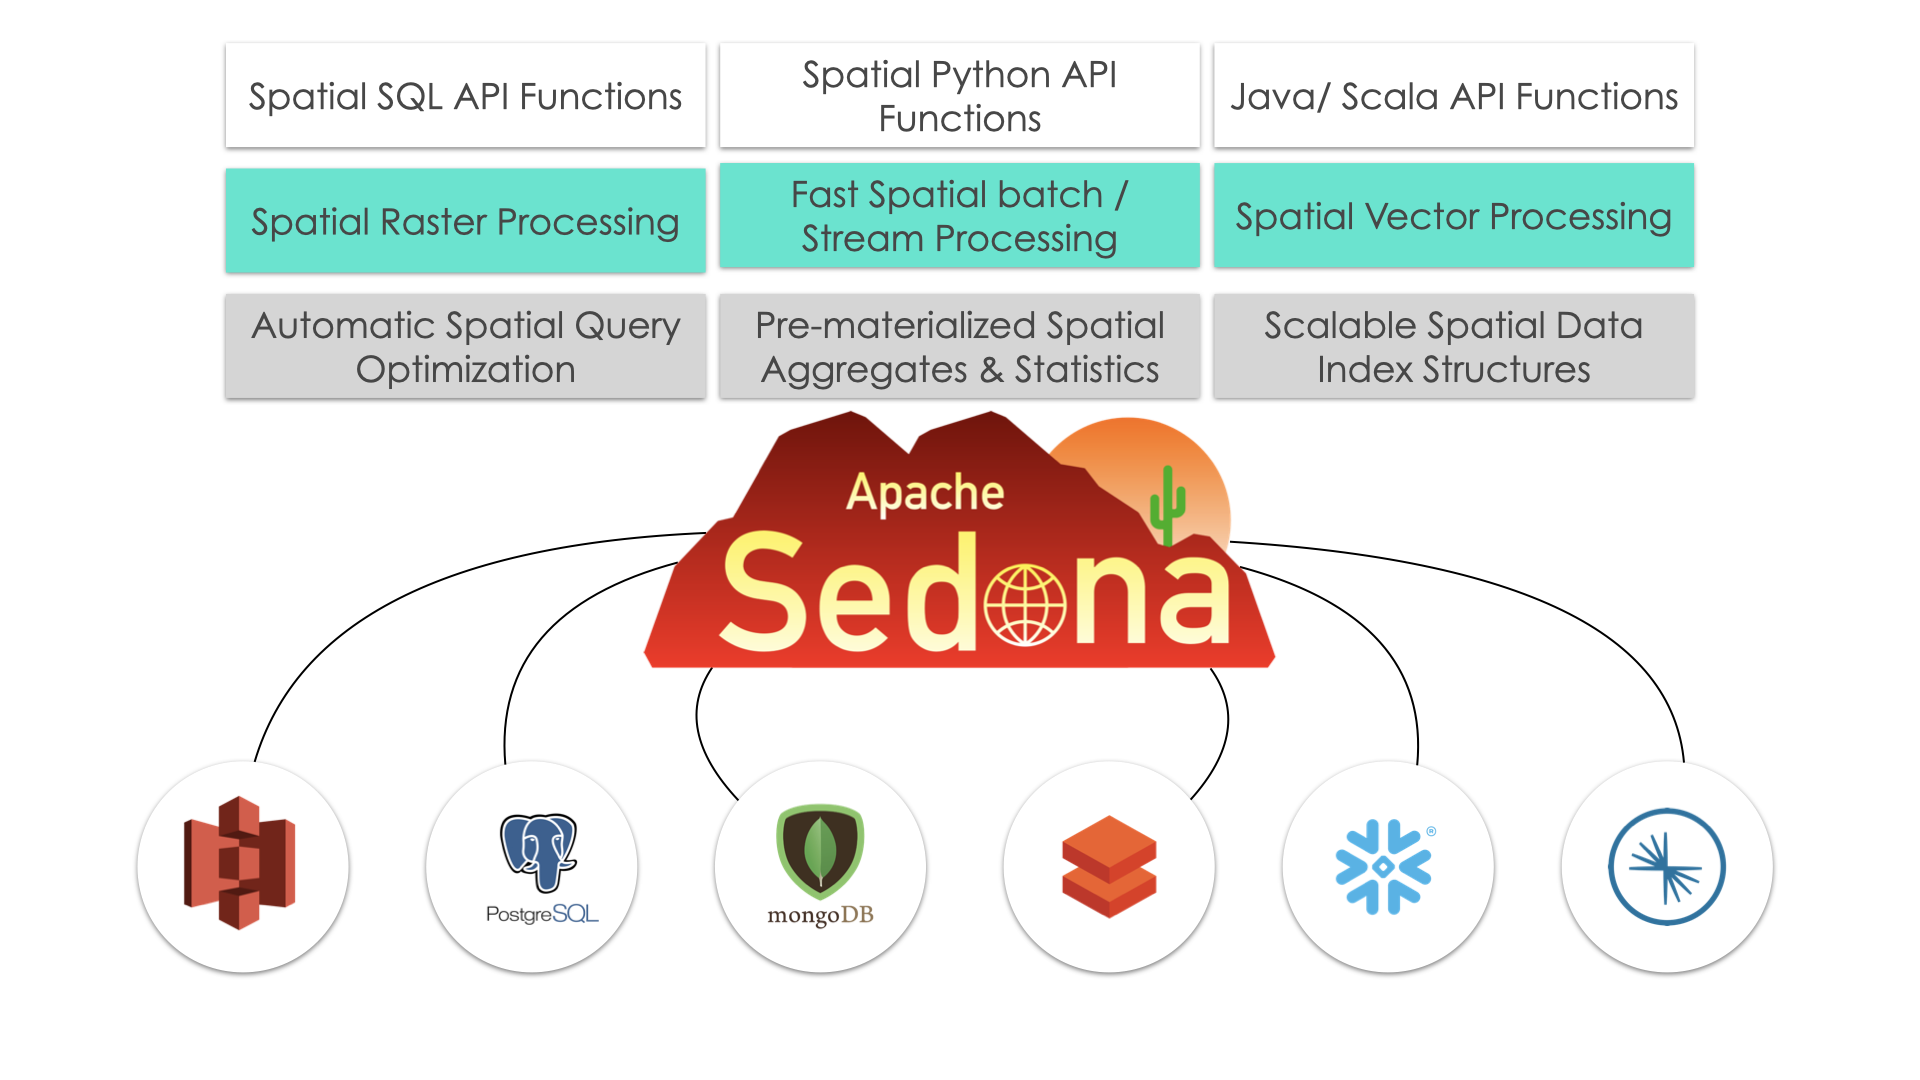 Spatial SQL API Functions
Spatial Python API
Functions
Java/ Scala API Functions
Spatial Raster Processing
Fast Spatial batch /
Stream Processing
Spatial Vector Processing
Automatic Spatial Query
Optimization
Pre-materialized Spatial
Aggregates & Statistics
Scalable Spatial Data
Index Structures
Apache
Sedona
PostgreSQL
mongoDB
®